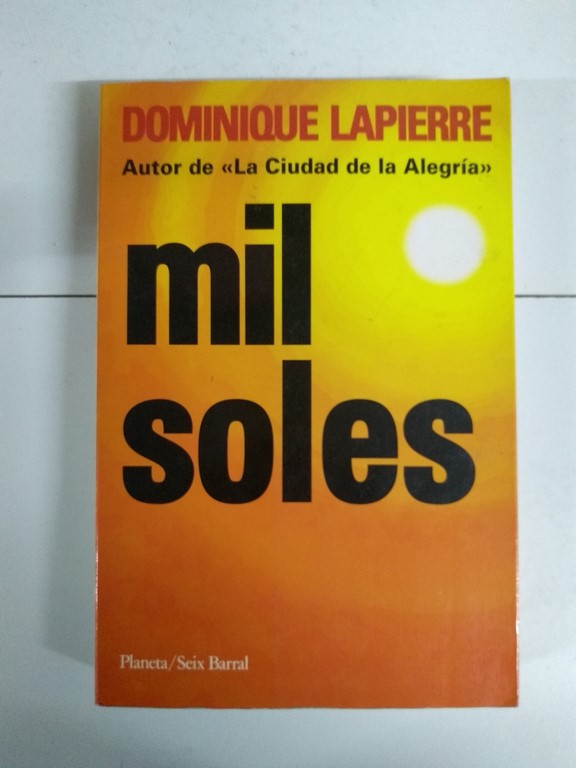 DOMINIQUE LAPIERRE
Autor de «La Ciudad de la Alegría»
mil
soles
Planeta/Seix Barral